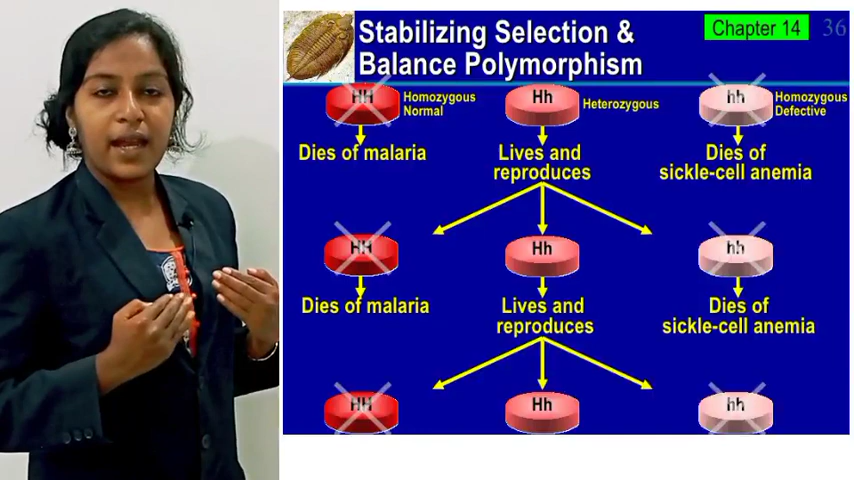 Stabilizing Selection &
Balance Polymorphism
Chapter 14
36
HH
Homozygous
Normal
Hh
Heterozygous
hh
Homozygous
Defective
Dies of malaria
Lives and
reproduces
Dies of
sickle-cell anemia
HH
Hh
hh
Dies of malaria
Lives and
reproduces
Dies of
sickle-cell anemia
HH
Hh
hh